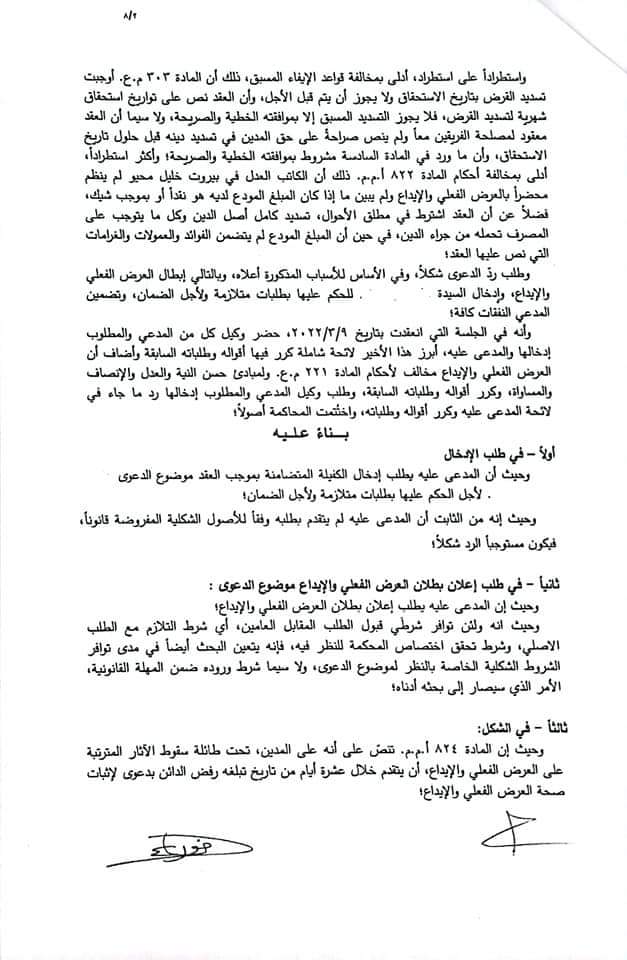 ٨/٢
واستطراداً على استطراد، أدلى بمخالفة قواعد الإيفاء المسبق، ذلك أن المادة ٣٠٣ م.ع. أوجبت
تسديد القرض بتاريخ الاستحقاق ولا يجوز أن يتم قبل الأجل، وأن العقد نص على تواريخ استحقاق
شهرية لتسديد القرض، فلا يجوز التسديد المسبق إلا بموافقته الخطية والصريحة، ولا سيما أن العقد
معقود لمصلحة الفريقين معاً ولم ينص صراحةً على حق المدين في تسديد دينه قبل حلول تاريخ
الاستحقاق، وأن ما ورد في المادة السادسة مشروط بموافقته الخطية والصريحة؛ وأكثر استطراداً،
أدلى بمخالفة أحكام المادة ٨٢٢ أ.م.م. ذلك أن الكاتب العدل في بيروت خليل محيو لم ينظم
محضراً بالعرض الفعلي والإيداع ولم يبين ما إذا كان المبلغ المودع لديه هو نقداً أو بموجب شيك،
فضلاً عن أن العقد اشترط في مطلق الأحوال، تسديد كامل أصل الدين وكل ما يتوجب على
المصرف تحمله من جراء الدين، في حين أن المبلغ المودع لم يتضمن الفوائد والعمولات والغرامات
التي نص عليها العقد؛
وطلب ردّ الدعوى شكلاً، وفي الأساس للأسباب المذكورة أعلاه، وبالتالي إبطال العرض الفعلي
والإيداع، وإدخال السيدة . للحكم عليها بطلبات متلازمة ولأجل الضمان، وتضمين
المدعي النفقات كافة؛
وأنه في الجلسة التي انعقدت بتاريخ ٢٠٢٢/٣/٩، حضر وكيل كل من المدعي والمطلوب
إدخالها والمدعى عليه، أبرز هذا الأخير لائحة شاملة كرر فيها أقواله وطلباته السابقة وأضاف أن
العرض الفعلي والإيداع مخالف لأحكام المادة ٢٢١ م.ع. ولمبادئ حسن النية والعدل والإنصاف
والمساواة، وكرر أقواله وطلباته السابقة، وطلب وكيل المدعي والمطلوب إدخالها رد ما جاء في
لائحة المدعى عليه وكرر أقواله وطلباته، واختُتمت المحاكمة أصولاً؛
بناءً عليه
أولاً – في طلب الإدخال
وحيث أن المدعى عليه يطلب إدخال الكفيلة المتضامنة بموجب العقد موضوع الدعوى
. لأجل الحكم عليها بطلبات متلازمة ولأجل الضمان؛
وحيث إنه من الثابت أن المدعى عليه لم يتقدم بطلبه وفقاً للأصول الشكلية المفروضة قانوناً،
فيكون مستوجباً الرد شكلاً؛
ثانياً – في طلب إعلان بطلان العرض الفعلي والإيداع موضوع الدعوى :
وحيث إن المدعى عليه يطلب إعلان بطلان العرض الفعلي والإيداع؛
وحيث انه ولئن توافر شرطَي قبول الطلب المقابل العامين، أي شرط التلازم مع الطلب
الاصلي، وشرط تحقق اختصاص المحكمة للنظر فيه، فإنه يتعين البحث أيضاً في مدى توافر
الشروط الشكلية الخاصة بالنظر لموضوع الدعوى، ولا سيما شرط وروده ضمن المهلة القانونية،
الأمر الذي سيصار إلى بحثه أدناه؛
ثالثاً – في الشكل:
وحيث إن المادة ٨٢٤ أ.م.م. تنصّ على أنه على المدين، تحت طائلة سقوط الآثار المترتبة
على العرض الفعلي والإيداع، أن يتقدم خلال عشرة أيام من تاريخ تبلغه رفض الدائن بدعوى لإثبات
صحة العرض الفعلي والإيداع؛